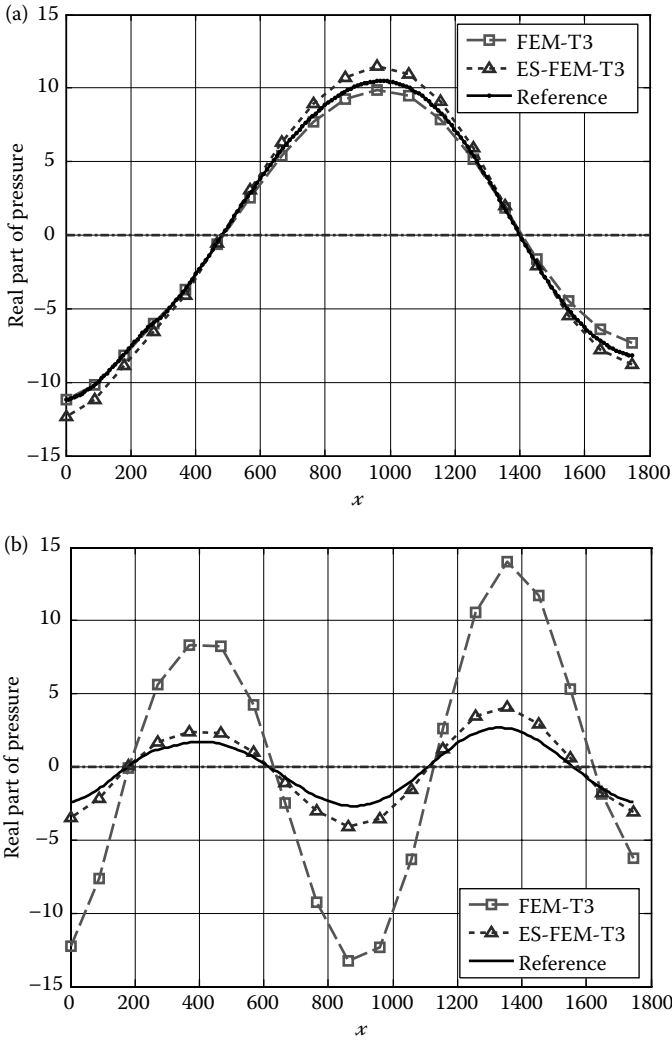 (a)
15
10
5
0
−5
−10
−15
Real part of pressure
FEM-T3
ES-FEM-T3
Reference
0 200 400 600 800 1000 1200 1400 1600 1800
x
(b)
15
10
5
0
−5
−10
−15
Real part of pressure
FEM-T3
ES-FEM-T3
Reference
0 200 400 600 800 1000 1200 1400 1600 1800
x